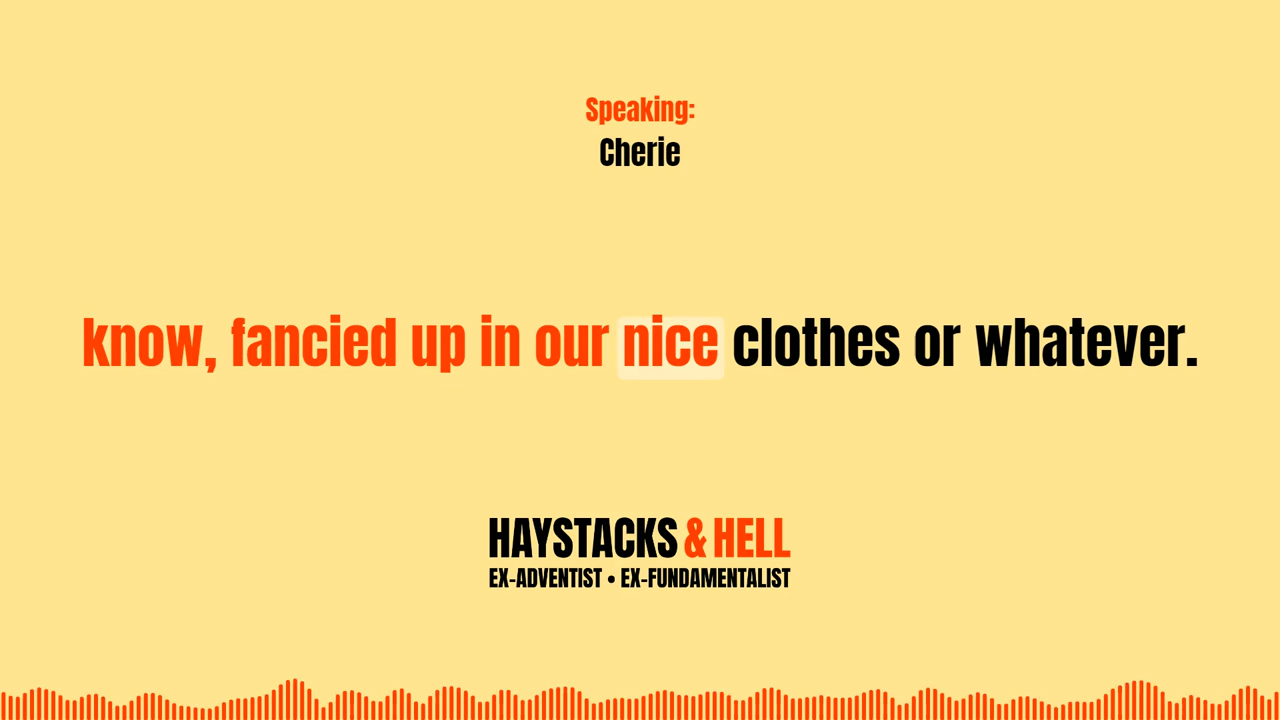 Speaking:
Cherie
know, fancied up in our nice clothes or whatever.
HAYSTACKS & HELL
EX-ADVENTIST • EX-FUNDAMENTALIST